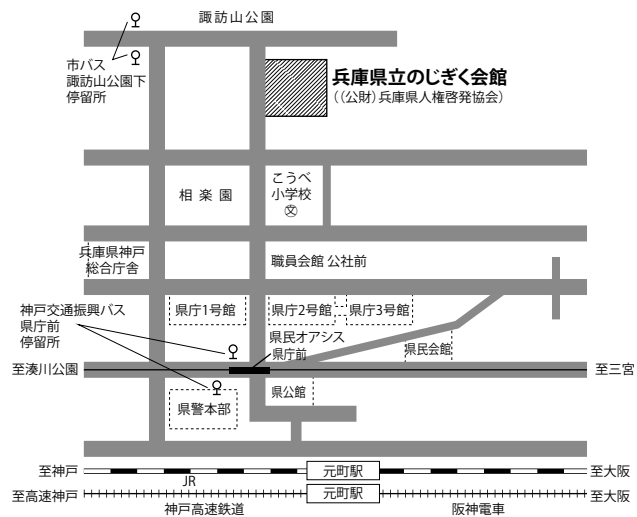 諏訪山公園
市バス
諏訪山公園下
停留所
兵庫県立のじぎく会館
((公財)兵庫県人権啓発協会)
相楽園
こうべ
小学校
文
兵庫県神戸
総合庁舎
職員会館 公社前
神戸交通振興バス
県庁前
停留所
県庁1号館
県庁2号館
県庁3号館
県民オアシス
県庁前
県民会館
至湊川公園
至三宮
県警本部
県公館
至神戸
元町駅
至大阪
JR
至高速神戸
元町駅
至大阪
神戸高速鉄道
阪神電車